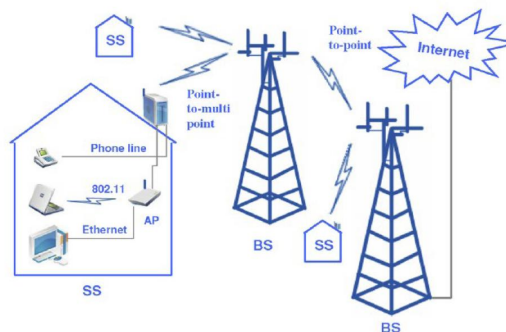 SS
Point-
to-point
Internet
Point-
to-multi
point
Phone line
802.11
AP
Ethernet
SS
BS
SS
BS